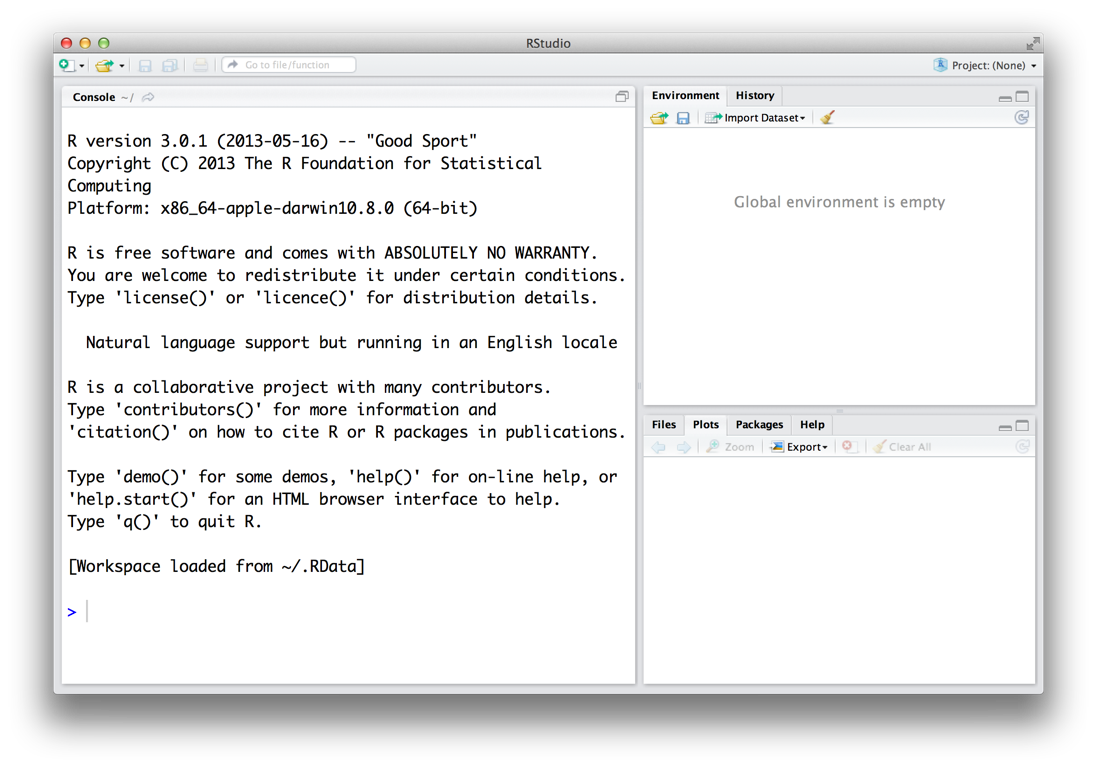 RStudio
Go to file/function
Project: (None)
Console ~/
R version 3.0.1 (2013-05-16) -- "Good Sport"
Copyright (C) 2013 The R Foundation for Statistical
Computing
Platform: x86_64-apple-darwin10.8.0 (64-bit)
R is free software and comes with ABSOLUTELY NO WARRANTY.
You are welcome to redistribute it under certain conditions.
Type 'license()' or 'licence()' for distribution details.
Natural language support but running in an English locale
R is a collaborative project with many contributors.
Type 'contributors()' for more information and
'citation()' on how to cite R or R packages in publications.
Type 'demo()' for some demos, 'help()' for on-line help, or
'help.start()' for an HTML browser interface to help.
Type 'q()' to quit R.
[Workspace loaded from ~/.RData]
>
Environment History
Import Dataset
Global environment is empty
Files Plots Packages Help
Zoom Export Clear All